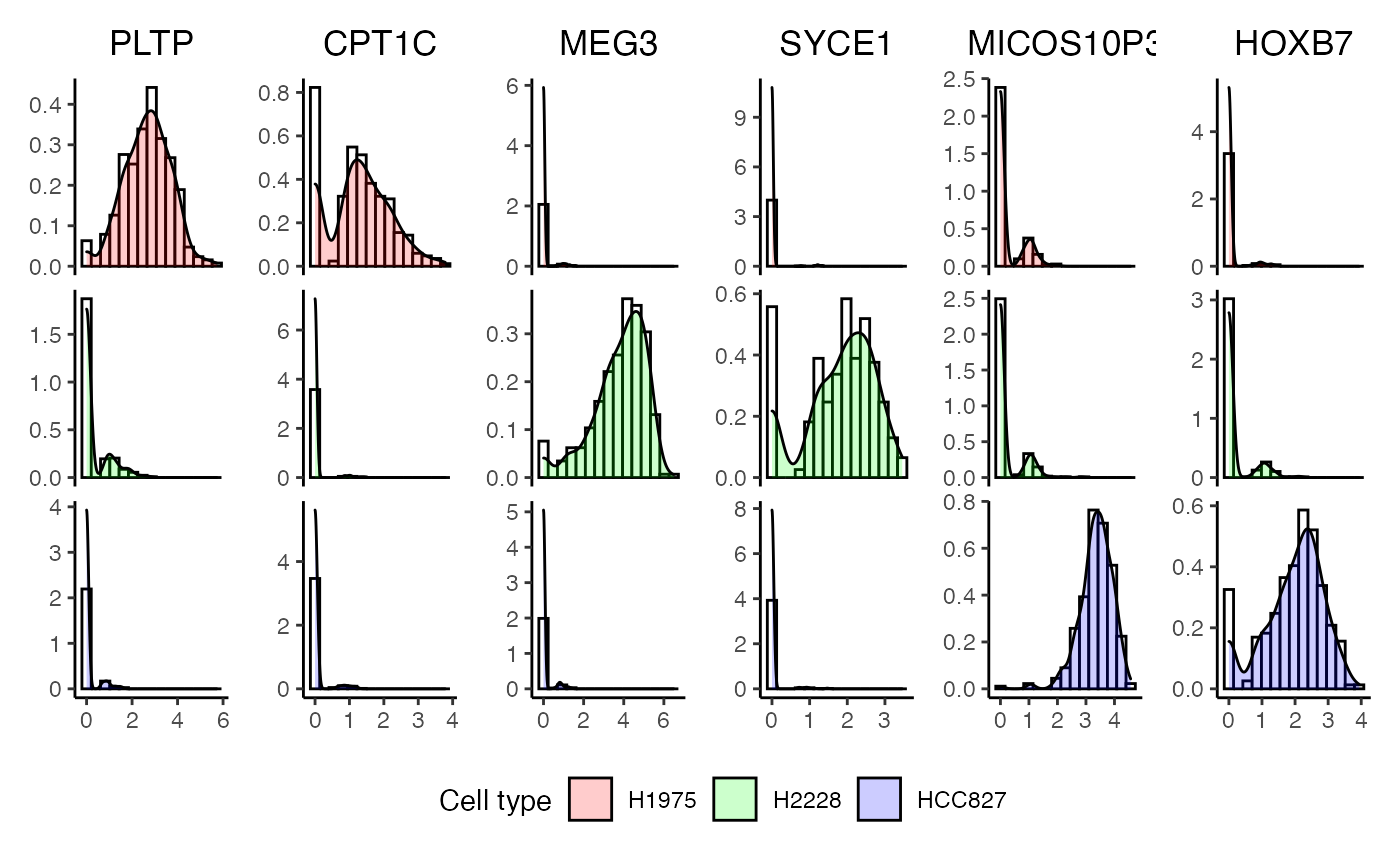 PLTP CPT1C MEG3 SYCE1 MICOS10P3 HOXB7
0.4 0.3 0.2 0.1 0.0
0.8 0.6 0.4 0.2 0.0
6 4 2 0
9 6 3 0
2.5 2.0 1.5 1.0 0.5 0.0
4 2 0
1.5 1.0 0.5 0.0
6 4 2 0
0.3 0.2 0.1 0.0
0.6 0.4 0.2 0.0
2.5 2.0 1.5 1.0 0.5 0.0
3 2 1 0
4 3 2 1 0
4 2 0
5 4 3 2 1 0
8 6 4 2 0
0.8 0.6 0.4 0.2 0.0
0.6 0.4 0.2 0.0
0 2 4 6 0 1 2 3 4 0 2 4 6 0 1 2 3 0 1 2 3 4 0 1 2 3 4
Cell type H1975 H2228 HCC827